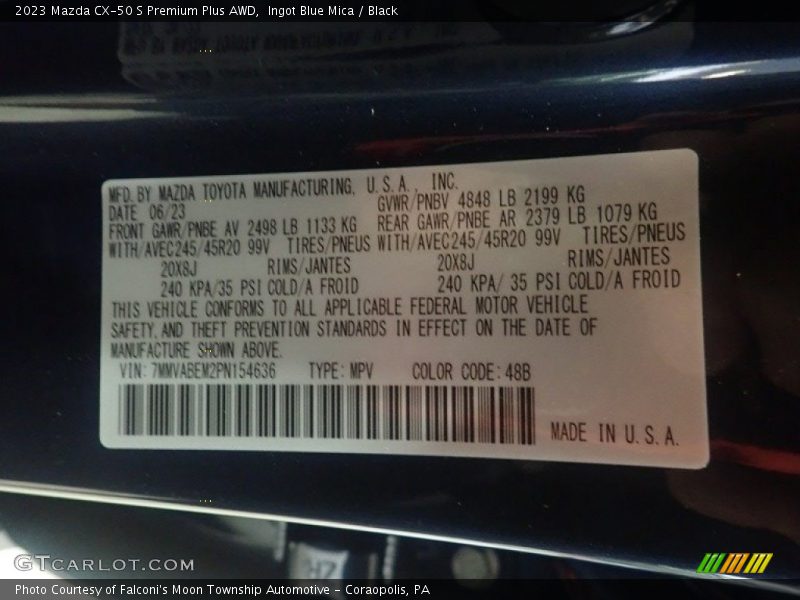 2023 Mazda CX-50 S Premium Plus AWD, Ingot Blue Mica / Black
MFD. BY MAZDA TOYOTA MANUFACTURING, U.S.A., INC.
DATE 06/23 GVWR/PNBV 4848 LB 2199 KG
FRONT GAWR/PNBE AV 2498 LB 1133 KG REAR GAWR/PNBE AR 2379 LB 1079 KG
WITH/AVEC245/45R20 99V TIRES/PNEUS WITH/AVEC245/45R20 99V TIRES/PNEUS
20X8J RIMS/JANTES 20X8J RIMS/JANTES
240 KPA/35 PSI COLD/A FROID 240 KPA/ 35 PSI COLD/A FROID
THIS VEHICLE CONFORMS TO ALL APPLICABLE FEDERAL MOTOR VEHICLE
SAFETY, AND THEFT PREVENTION STANDARDS IN EFFECT ON THE DATE OF
MANUFACTURE SHOWN ABOVE.
VIN: 7MMVABEM2PN154636 TYPE: MPV COLOR CODE: 48B
MADE IN U.S.A.
GTCARLOT.COM
Photo Courtesy of Falconi's Moon Township Automotive - Coraopolis, PA